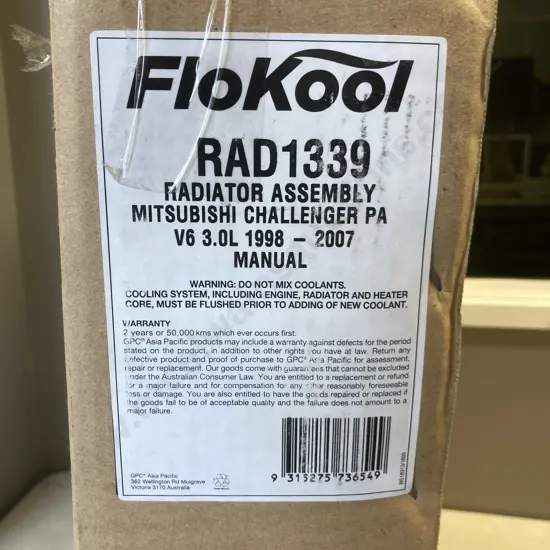 FloKool
RAD1339
RADIATOR ASSEMBLY
MITSUBISHI CHALLENGER PA
V6 3.0L 1998 - 2007
MANUAL
WARNING: DO NOT MIX COOLANTS.
COOLING SYSTEM, INCLUDING ENGINE, RADIATOR AND HEATER
CORE, MUST BE FLUSHED PRIOR TO ADDING OF NEW COOLANT.
WARRANTY
2 years or 50,000 kms which ever occurs first.
GPC® Asia Pacific products may include a warranty against defects for the period
stated on the product, in addition to other rights you have at law. Return any
defective product and proof of purchase to GPC® Asia Pacific for assessment,
repair or replacement. Our goods come with guarantees that cannot be excluded
under the Australian Consumer Law. You are entitled to a replacement or refund
for a major failure and for compensation for any other reasonably foreseeable
loss or damage. You are also entitled to have the goods repaired or replaced if
the goods fail to be of acceptable quality and the failure does not amount to a
major failure.
GPC® Asia Pacific
362 Wellington Rd Mulgrave
Victoria 3170 Australia
9 315275 736549